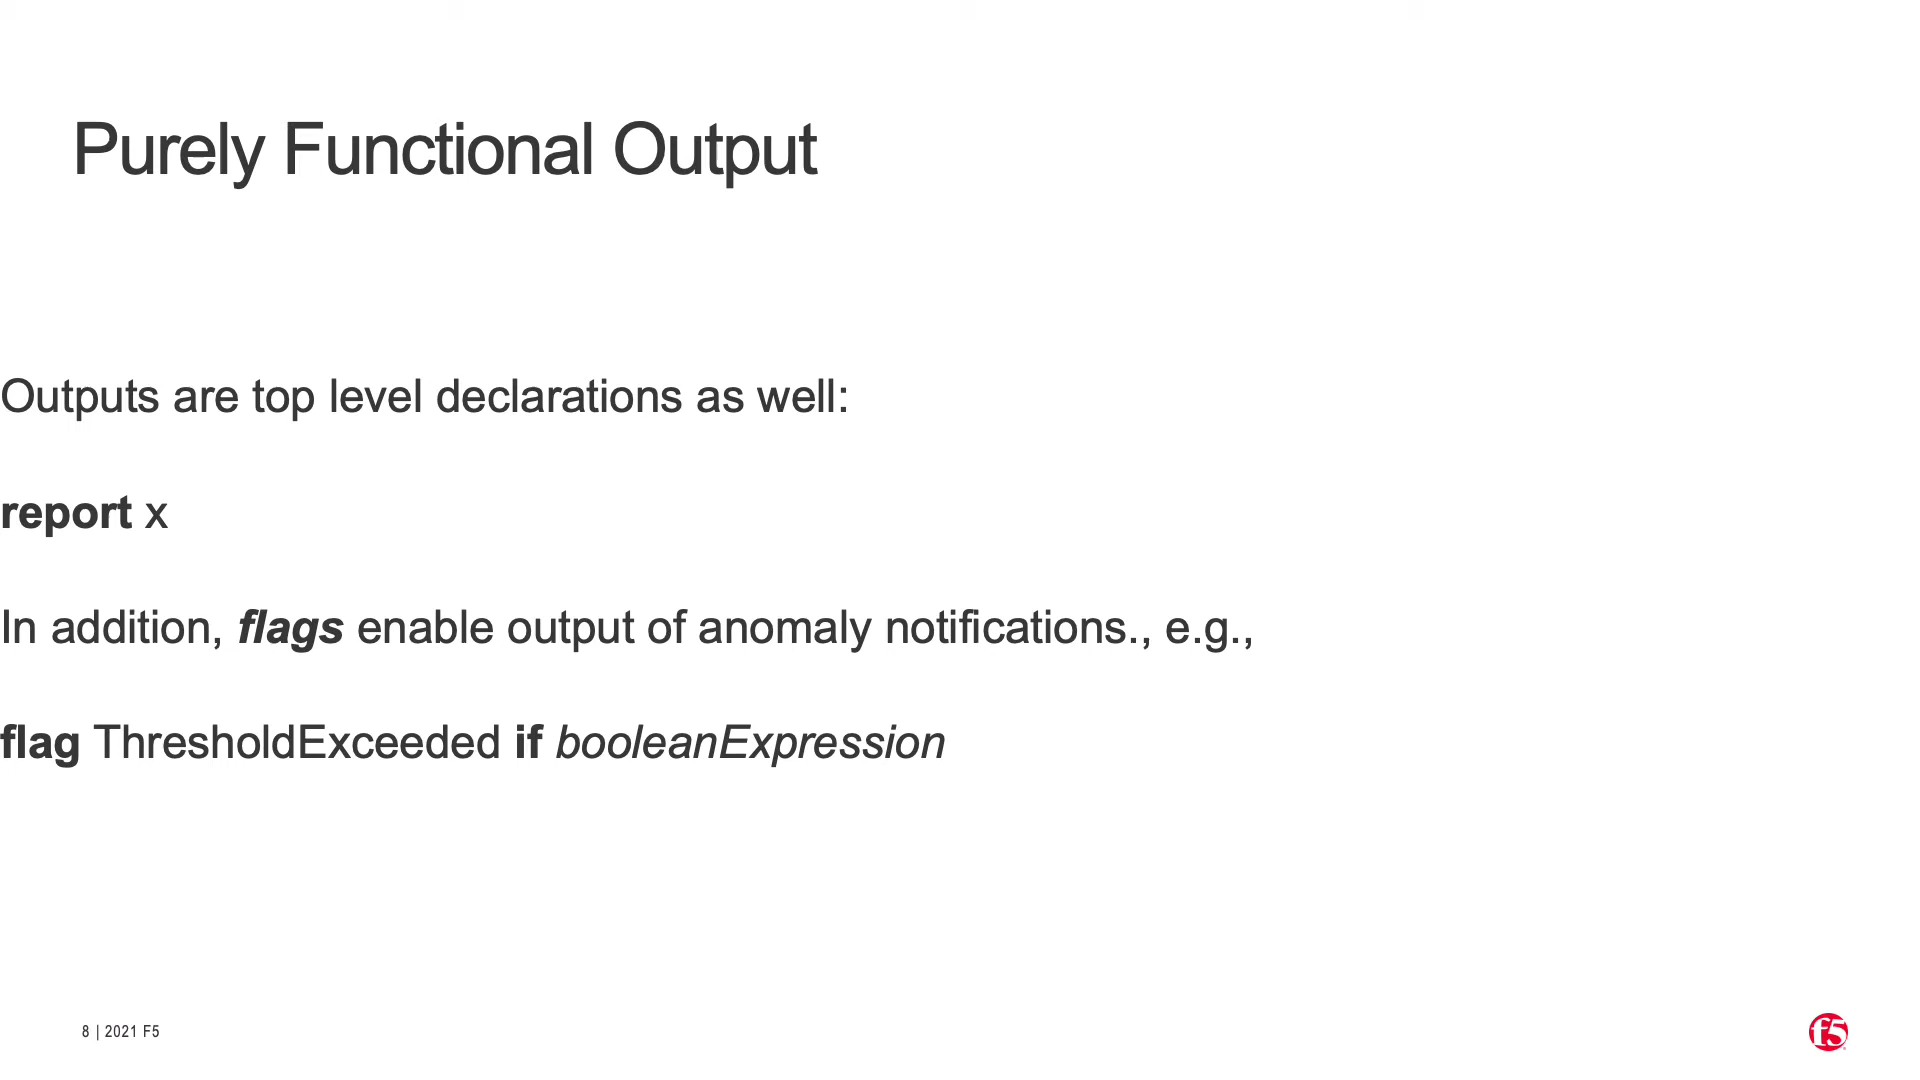 Purely Functional Output
Outputs are top level declarations as well:
report x
In addition, flags enable output of anomaly notifications., e.g.,
flag ThresholdExceeded if booleanExpression
8 | 2021 F5
f5